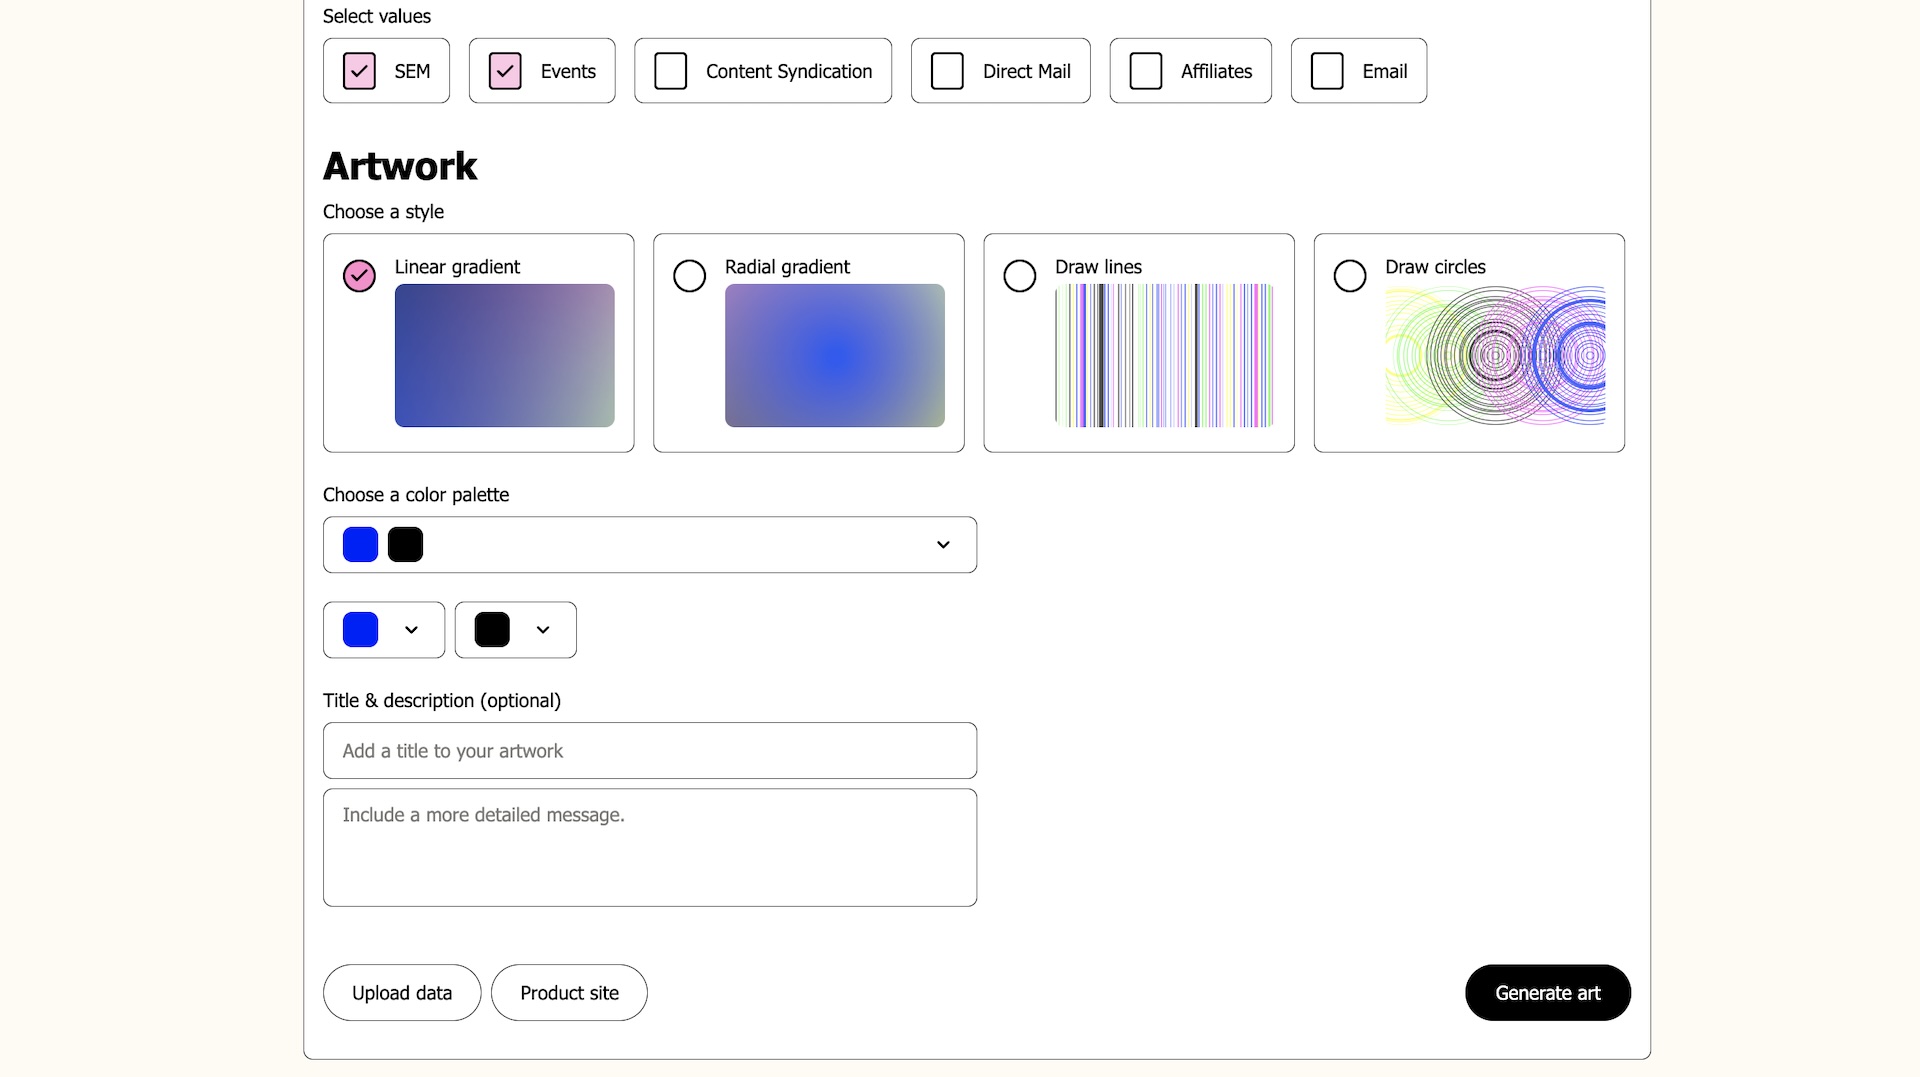 Select values
SEM
Events
Content Syndication
Direct Mail
Affiliates
Email
Artwork
Choose a style
Linear gradient
Radial gradient
Draw lines
Draw circles
Choose a color palette
Title & description (optional)
Add a title to your artwork
Include a more detailed message.
Upload data
Product site
Generate art